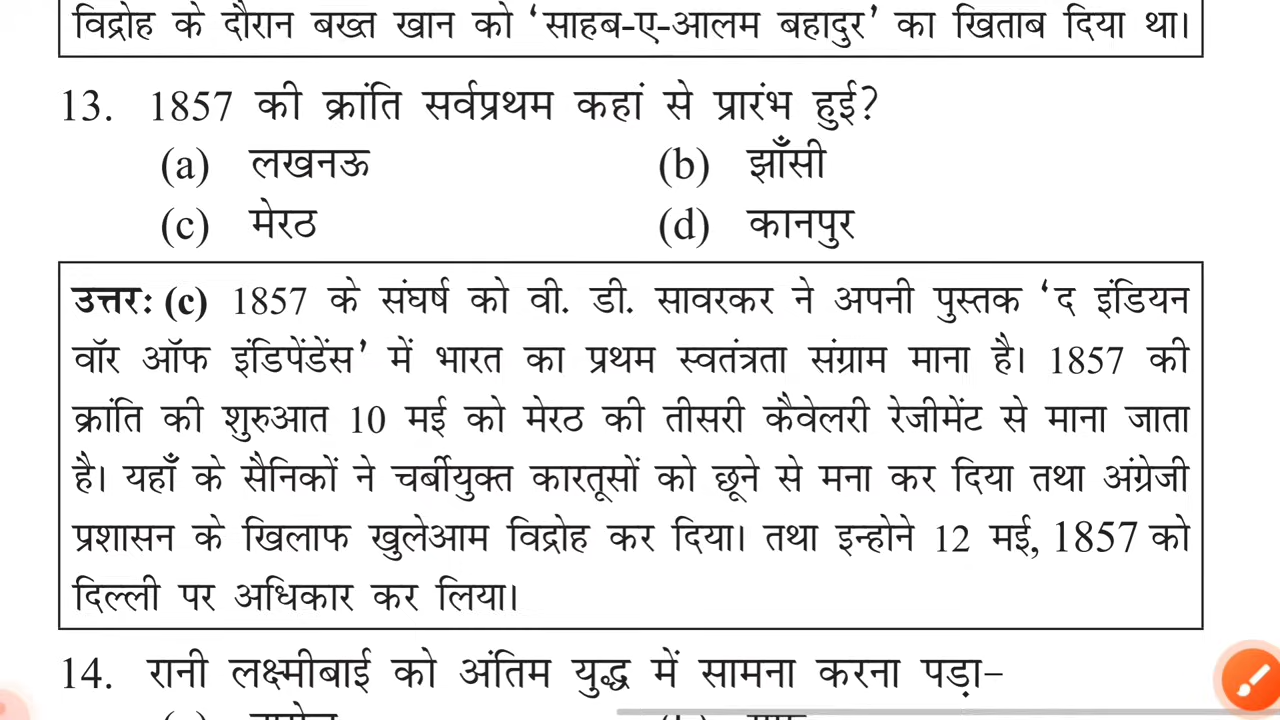 विद्रोह के दौरान बख्त खान को ‘साहब-ए-आलम बहादुर’ का खिताब दिया था।
13. 1857 की क्रांति सर्वप्रथम कहां से प्रारंभ हुई?
(a) लखनऊ (b) झाँसी
(c) मेरठ (d) कानपुर
उत्तरः (c) 1857 के संघर्ष को वी. डी. सावरकर ने अपनी पुस्तक ‘द इंडियन
वॉर ऑफ इंडिपेंडेंस’ में भारत का प्रथम स्वतंत्रता संग्राम माना है। 1857 की
क्रांति की शुरुआत 10 मई को मेरठ की तीसरी कैवेलरी रेजीमेंट से माना जाता
है। यहाँ के सैनिकों ने चर्बीयुक्त कारतूसों को छूने से मना कर दिया तथा अंग्रेजी
प्रशासन के खिलाफ खुलेआम विद्रोह कर दिया। तथा इन्होने 12 मई, 1857 को
दिल्ली पर अधिकार कर लिया।
14. रानी लक्ष्मीबाई को अंतिम युद्ध में सामना करना पड़ा−